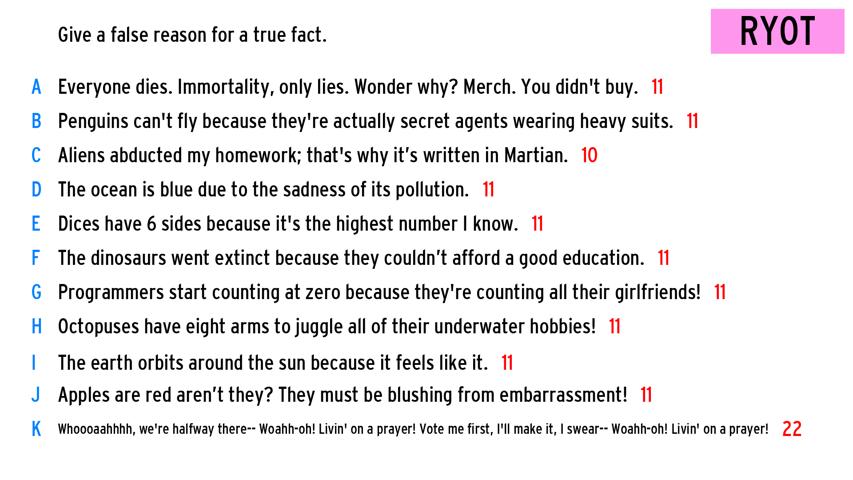 Give a false reason for a true fact.
RYOT
A Everyone dies. Immortality, only lies. Wonder why? Merch. You didn't buy. 11
B Penguins can't fly because they're actually secret agents wearing heavy suits. 11
C Aliens abducted my homework; that's why it’s written in Martian. 10
D The ocean is blue due to the sadness of its pollution. 11
E Dices have 6 sides because it's the highest number I know. 11
F The dinosaurs went extinct because they couldn’t afford a good education. 11
G Programmers start counting at zero because they're counting all their girlfriends! 11
H Octopuses have eight arms to juggle all of their underwater hobbies! 11
I The earth orbits around the sun because it feels like it. 11
J Apples are red aren’t they? They must be blushing from embarrassment! 11
K Whoooaahhhh, we're halfway there-- Woahh-oh! Livin' on a prayer! Vote me first, I'll make it, I swear-- Woahh-oh! Livin' on a prayer! 22